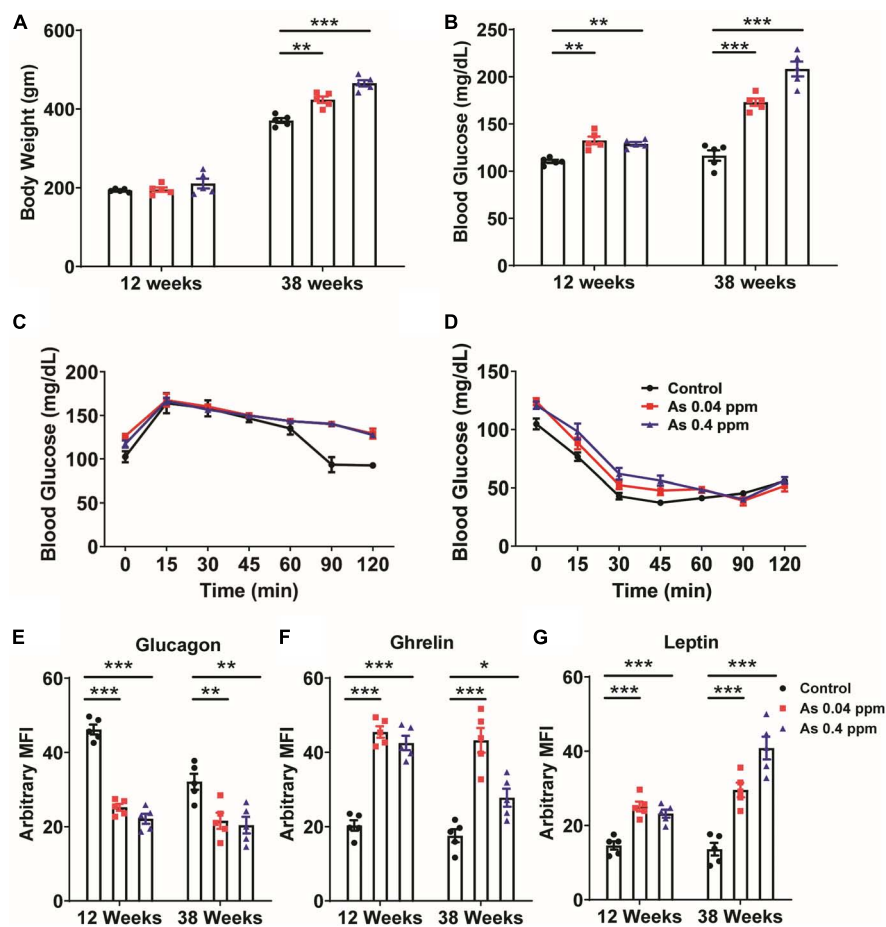 A
Body Weight (gm)
600
400
200
0
***
**
12 weeks
38 weeks
B
Blood Glucose (mg/dL)
250
200
150
100
50
0
**
**
***
***
12 weeks
38 weeks
C
Blood Glucose (mg/dL)
200
150
100
50
0
0 15 30 45 60 90 120
Time (min)
D
Blood Glucose (mg/dL)
150
100
50
0
Control
As 0.04 ppm
As 0.4 ppm
0 15 30 45 60 90 120
Time (min)
E
Glucagon
Arbitrary MFI
60
40
20
0
***
***
**
**
12 Weeks
38 Weeks
F
Ghrelin
Arbitrary MFI
60
40
20
0
***
***
*
***
12 Weeks
38 Weeks
G
Leptin
Arbitrary MFI
60
40
20
0
***
***
***
***
Control
As 0.04 ppm
As 0.4 ppm
12 Weeks
38 Weeks